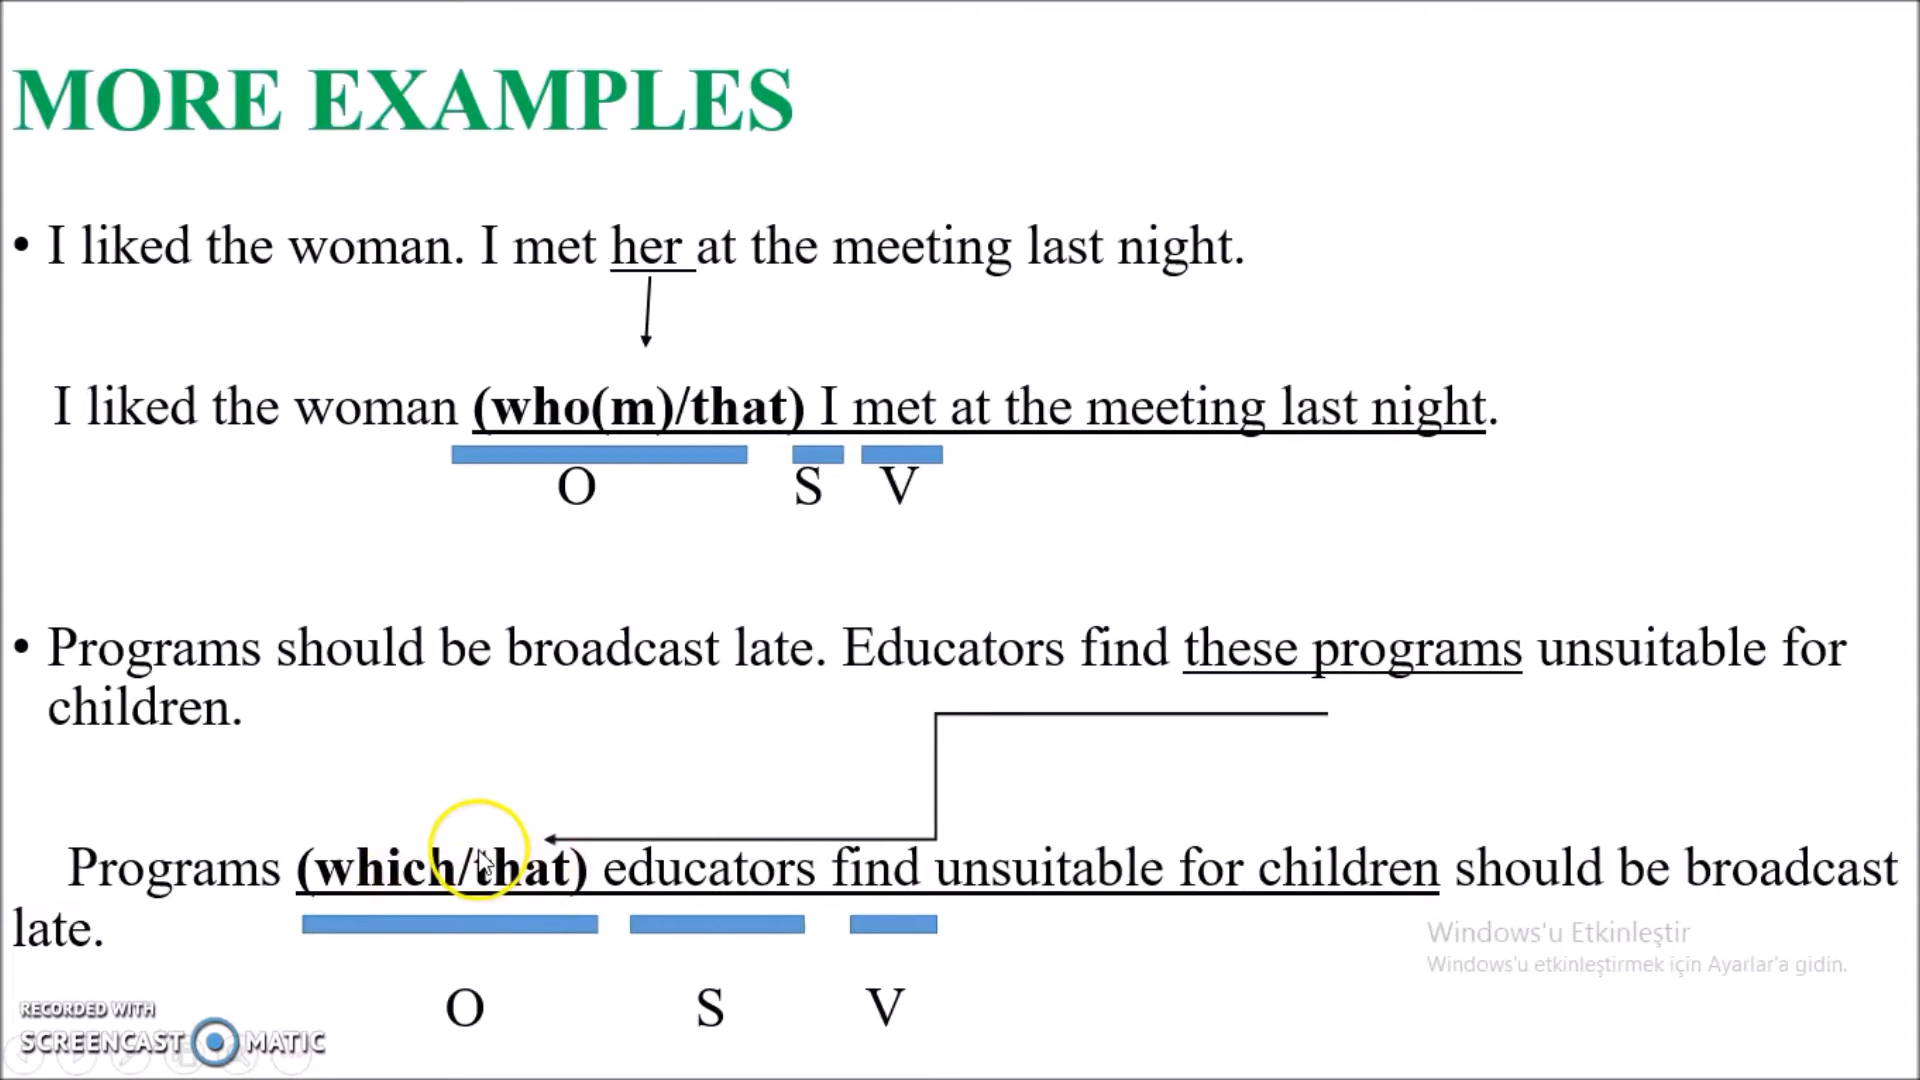 MORE EXAMPLES
• I liked the woman. I met her at the meeting last night.
I liked the woman (who(m)/that) I met at the meeting last night.
O S V
• Programs should be broadcast late. Educators find these programs unsuitable for
children.
Programs (which/that) educators find unsuitable for children should be broadcast
late.
Windows'u Etkinleştir
Windows'u etkinleştirmek için Ayarlar'a gidin.
O S V
RECORDED WITH
SCREENCAST MATIC